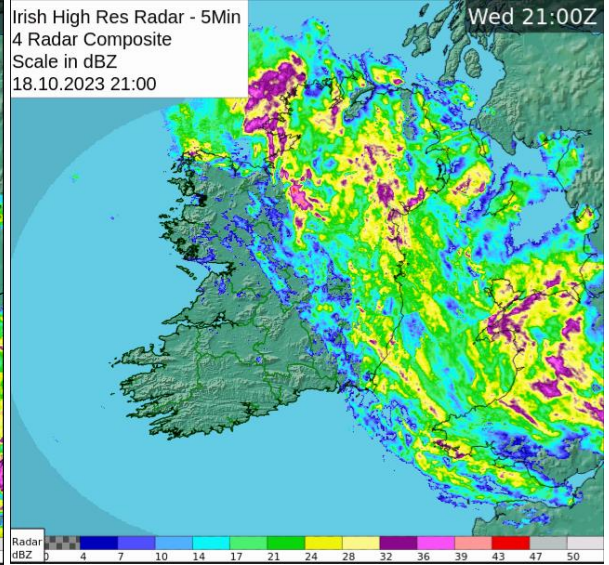 Irish High Res Radar - 5Min
4 Radar Composite
Scale in dBZ
18.10.2023 21:00
Wed 21:00Z
Radar
dBZ 0 4 7 10 14 17 21 24 28 32 36 39 43 47 50